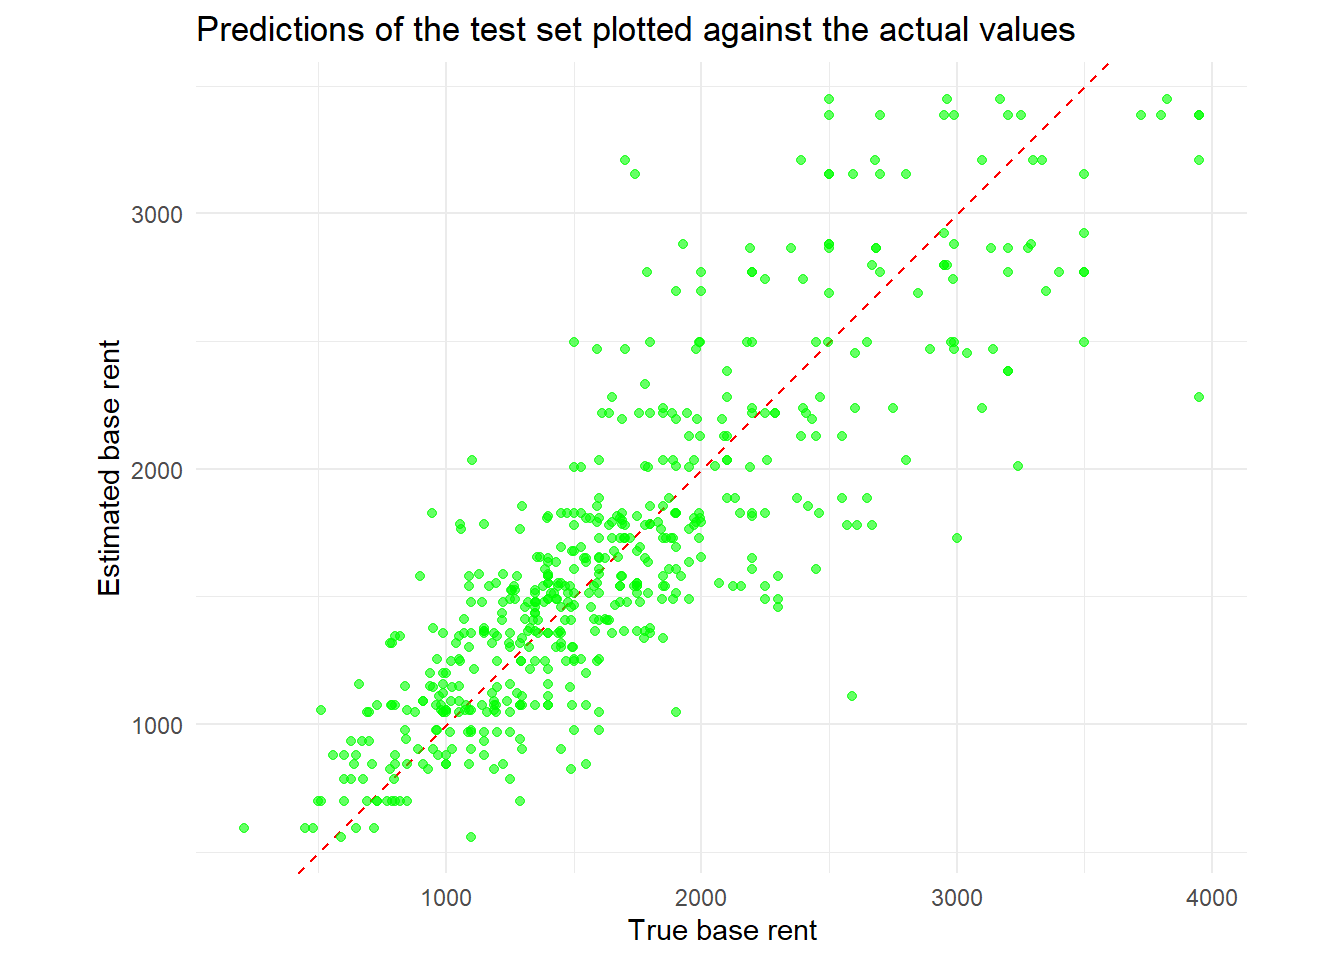 Predictions of the test set plotted against the actual values
Estimated base rent
3000
2000
1000
1000 2000 3000 4000
True base rent